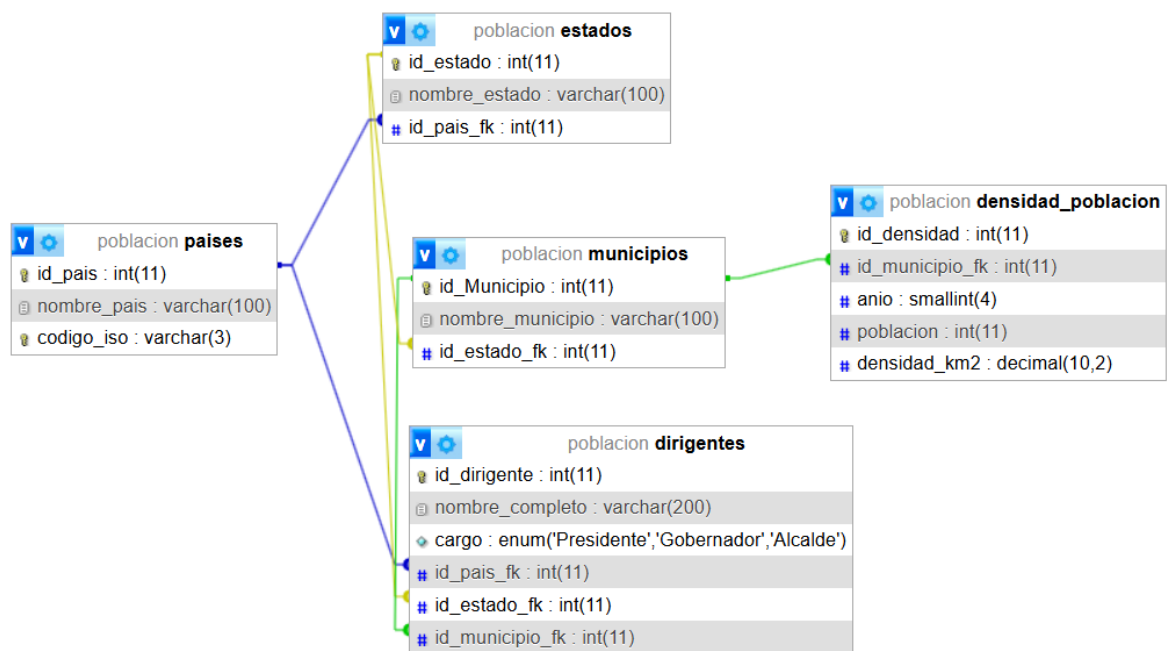 v poblacion estados
id_estado : int(11)
nombre_estado : varchar(100)
# id_pais_fk : int(11)
v poblacion paises
id_pais : int(11)
nombre_pais : varchar(100)
codigo_iso : varchar(3)
v poblacion municipios
id_Municipio : int(11)
nombre_municipio : varchar(100)
# id_estado_fk : int(11)
v poblacion densidad_poblacion
id_densidad : int(11)
# id_municipio_fk : int(11)
# anio : smallint(4)
# poblacion : int(11)
# densidad_km2 : decimal(10,2)
v poblacion dirigentes
id_dirigente : int(11)
nombre_completo : varchar(200)
cargo : enum('Presidente','Gobernador','Alcalde')
# id_pais_fk : int(11)
# id_estado_fk : int(11)
# id_municipio_fk : int(11)